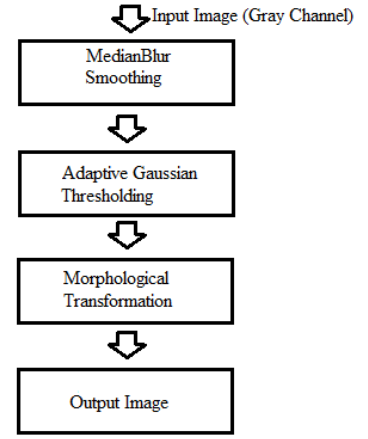 Input Image (Gray Channel)
MedianBlur
Smoothing
Adaptive Gaussian
Thresholding
Morphological
Transformation
Output Image